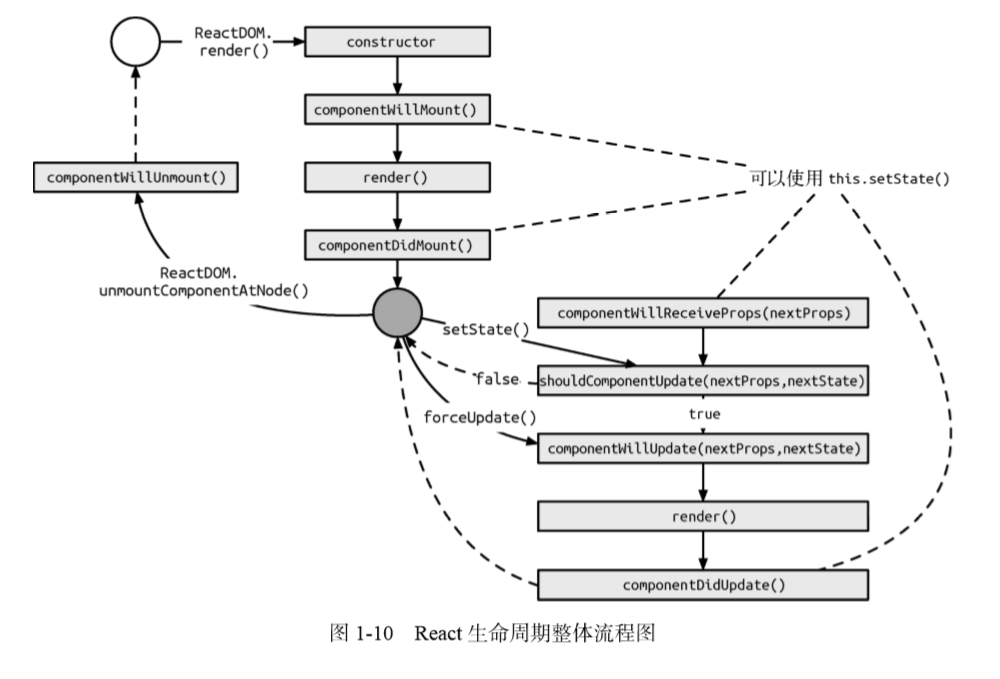 ReactDOM.
render()
constructor
componentWillMount()
componentWillUnmount()
render()
可以使用 this.setState()
componentDidMount()
ReactDOM.
unmountComponentAtNode()
componentWillReceiveProps(nextProps)
setState()
false
shouldComponentUpdate(nextProps,nextState)
true
forceUpdate()
componentWillUpdate(nextProps,nextState)
render()
componentDidUpdate()
图 1-10 React 生命周期整体流程图